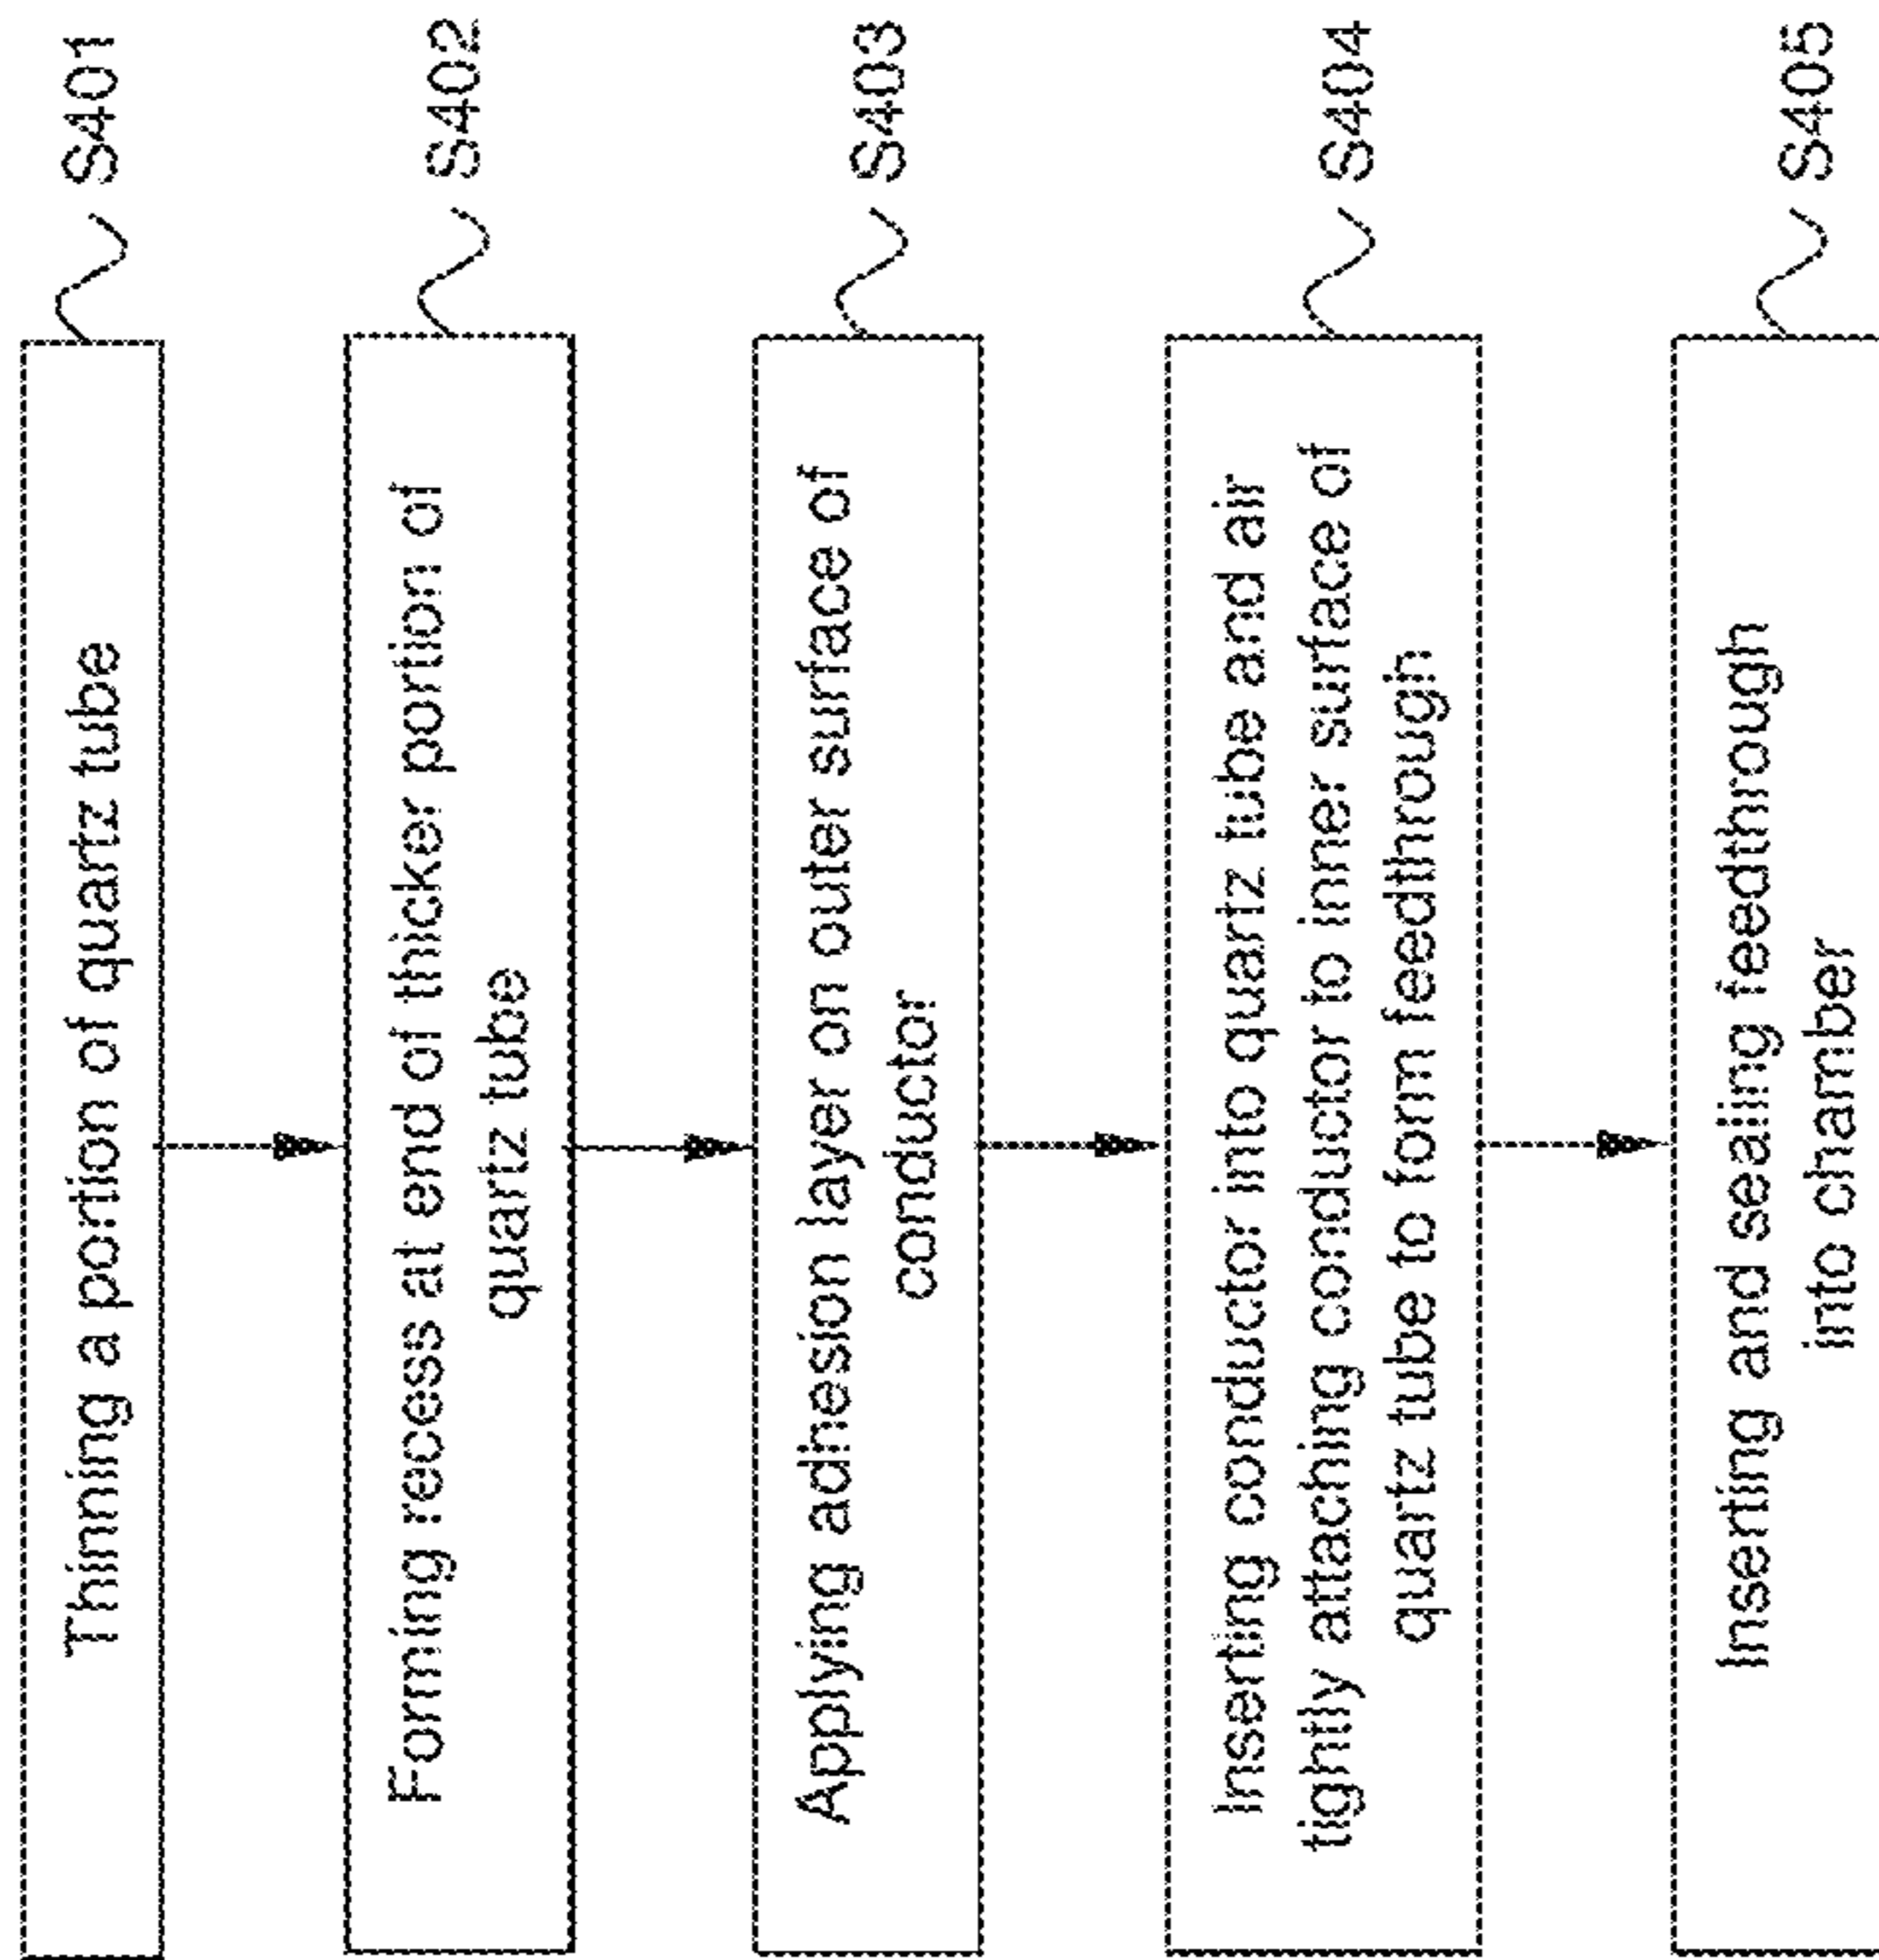 Thinning a portion of quartz tube
S401
Forming recess at end of thicker portion of
quartz tube
S402
Applying adhesion layer on outer surface of
conductor
S403
Inserting conductor into quartz tube and air
tightly attaching conductor to inner surface of
quartz tube to form feedthrough
S404
Inserting and sealing feedthrough
into chamber
S405